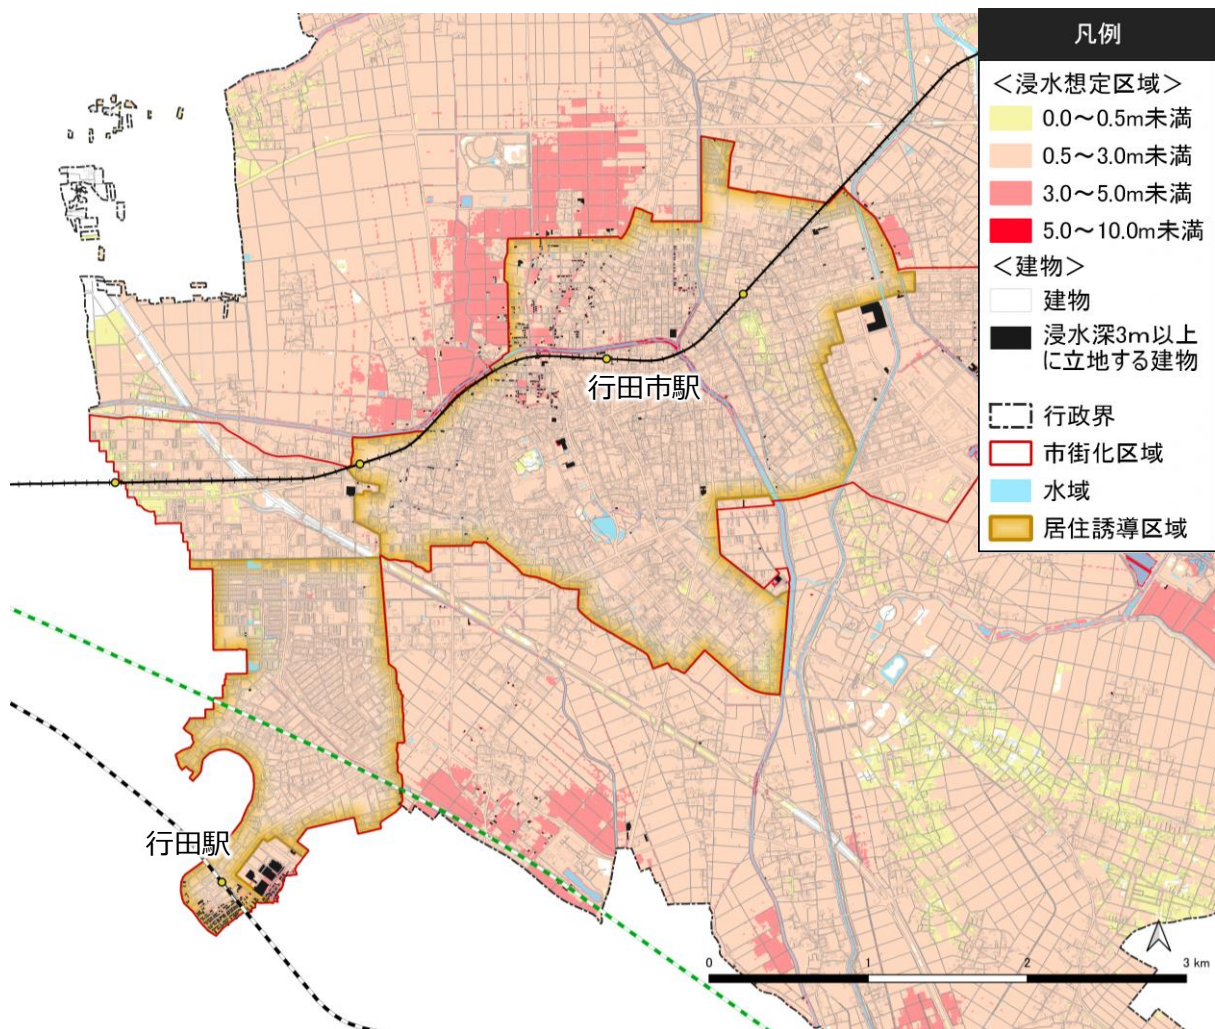 凡例
＜浸水想定区域＞
0.0～0.5m未満
0.5～3.0m未満
3.0～5.0m未満
5.0～10.0m未満
＜建物＞
建物
浸水深3m以上
に立地する建物
行政界
市街化区域
水域
居住誘導区域
行田市駅
行田駅
0 1 2 3 km